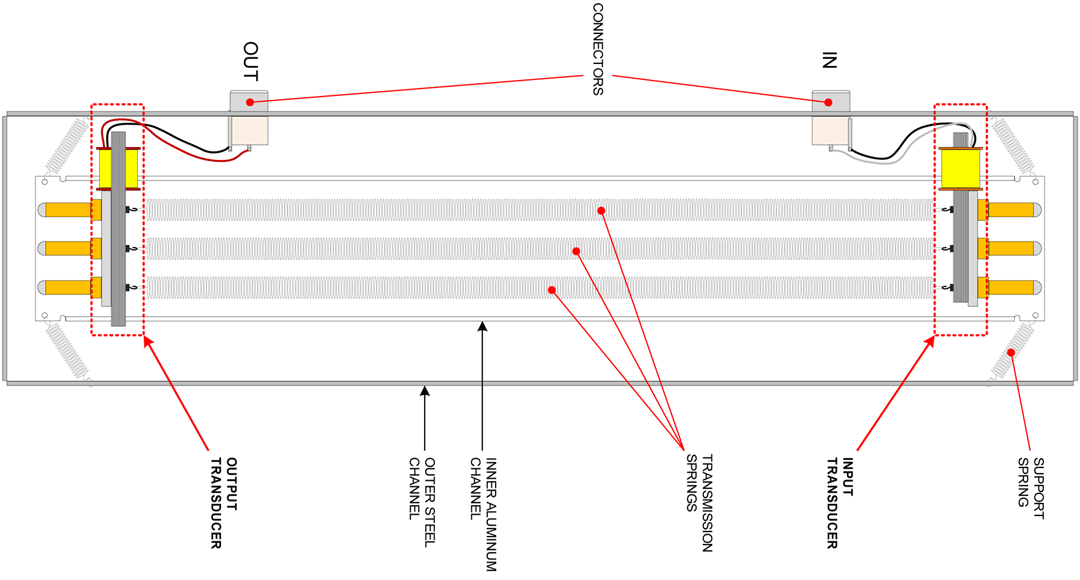 OUT
CONNECTORS
IN
OUTPUT
TRANSDUCER
OUTER STEEL
CHANNEL
INNER ALUMINUM
CHANNEL
TRANSMISSION
SPRINGS
INPUT
TRANSDUCER
SUPPORT
SPRING